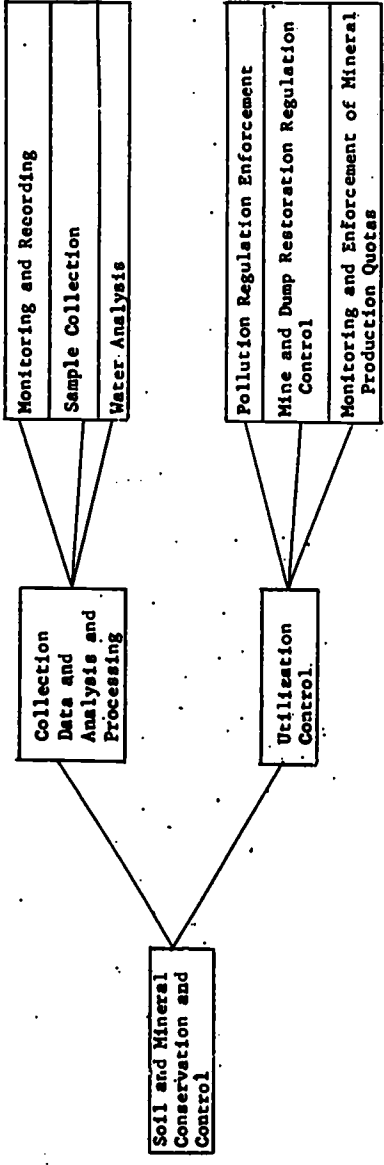 Soil and Mineral
Conservation and
Control
Collection
Data and
Analysis and
Processing
Utilization
Control.
Monitoring and Recording
Sample Collection
Water Analysis
Pollution Regulation Enforcement
Mine and Dump Restoration Regulation
Control
Monitoring and Enforcement of Mineral
Production Quotas